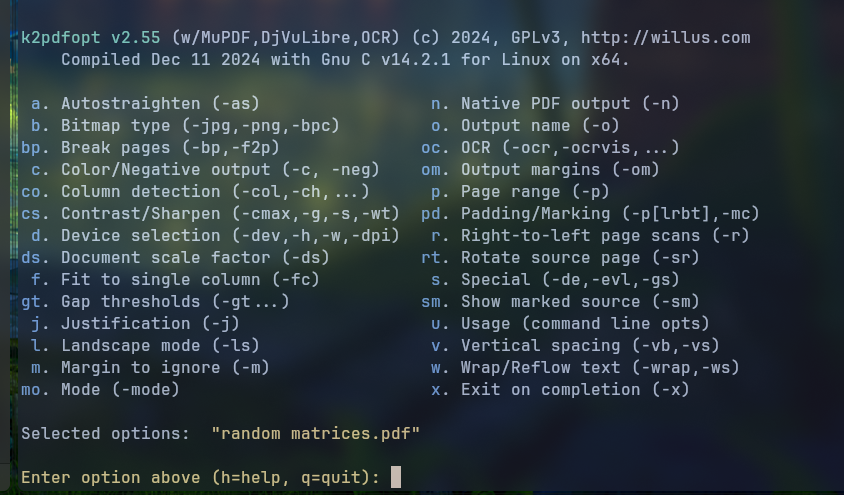 k2pdfopt v2.55 (w/MuPDF,DjVuLibre,OCR) (c) 2024, GPLv3, http://willus.com
Compiled Dec 11 2024 with Gnu C v14.2.1 for Linux on x64.
a. Autostraighten (-as) n. Native PDF output (-n)
b. Bitmap type (-jpg,-png,-bpc) o. Output name (-o)
bp. Break pages (-bp,-f2p) oc. OCR (-ocr,-ocrvis,...)
c. Color/Negative output (-c, -neg) om. Output margins (-om)
co. Column detection (-col,-ch,...) p. Page range (-p)
cs. Contrast/Sharpen (-cmax,-g,-s,-wt) pd. Padding/Marking (-p[lrbt],-mc)
d. Device selection (-dev,-h,-w,-dpi) r. Right-to-left page scans (-r)
ds. Document scale factor (-ds) rt. Rotate source page (-sr)
f. Fit to single column (-fc) s. Special (-de,-evl,-gs)
gt. Gap thresholds (-gt...) sm. Show marked source (-sm)
j. Justification (-j) u. Usage (command line opts)
l. Landscape mode (-ls) v. Vertical spacing (-vb,-vs)
m. Margin to ignore (-m) w. Wrap/Reflow text (-wrap,-ws)
mo. Mode (-mode) x. Exit on completion (-x)
Selected options: "random matrices.pdf"
Enter option above (h=help, q=quit):